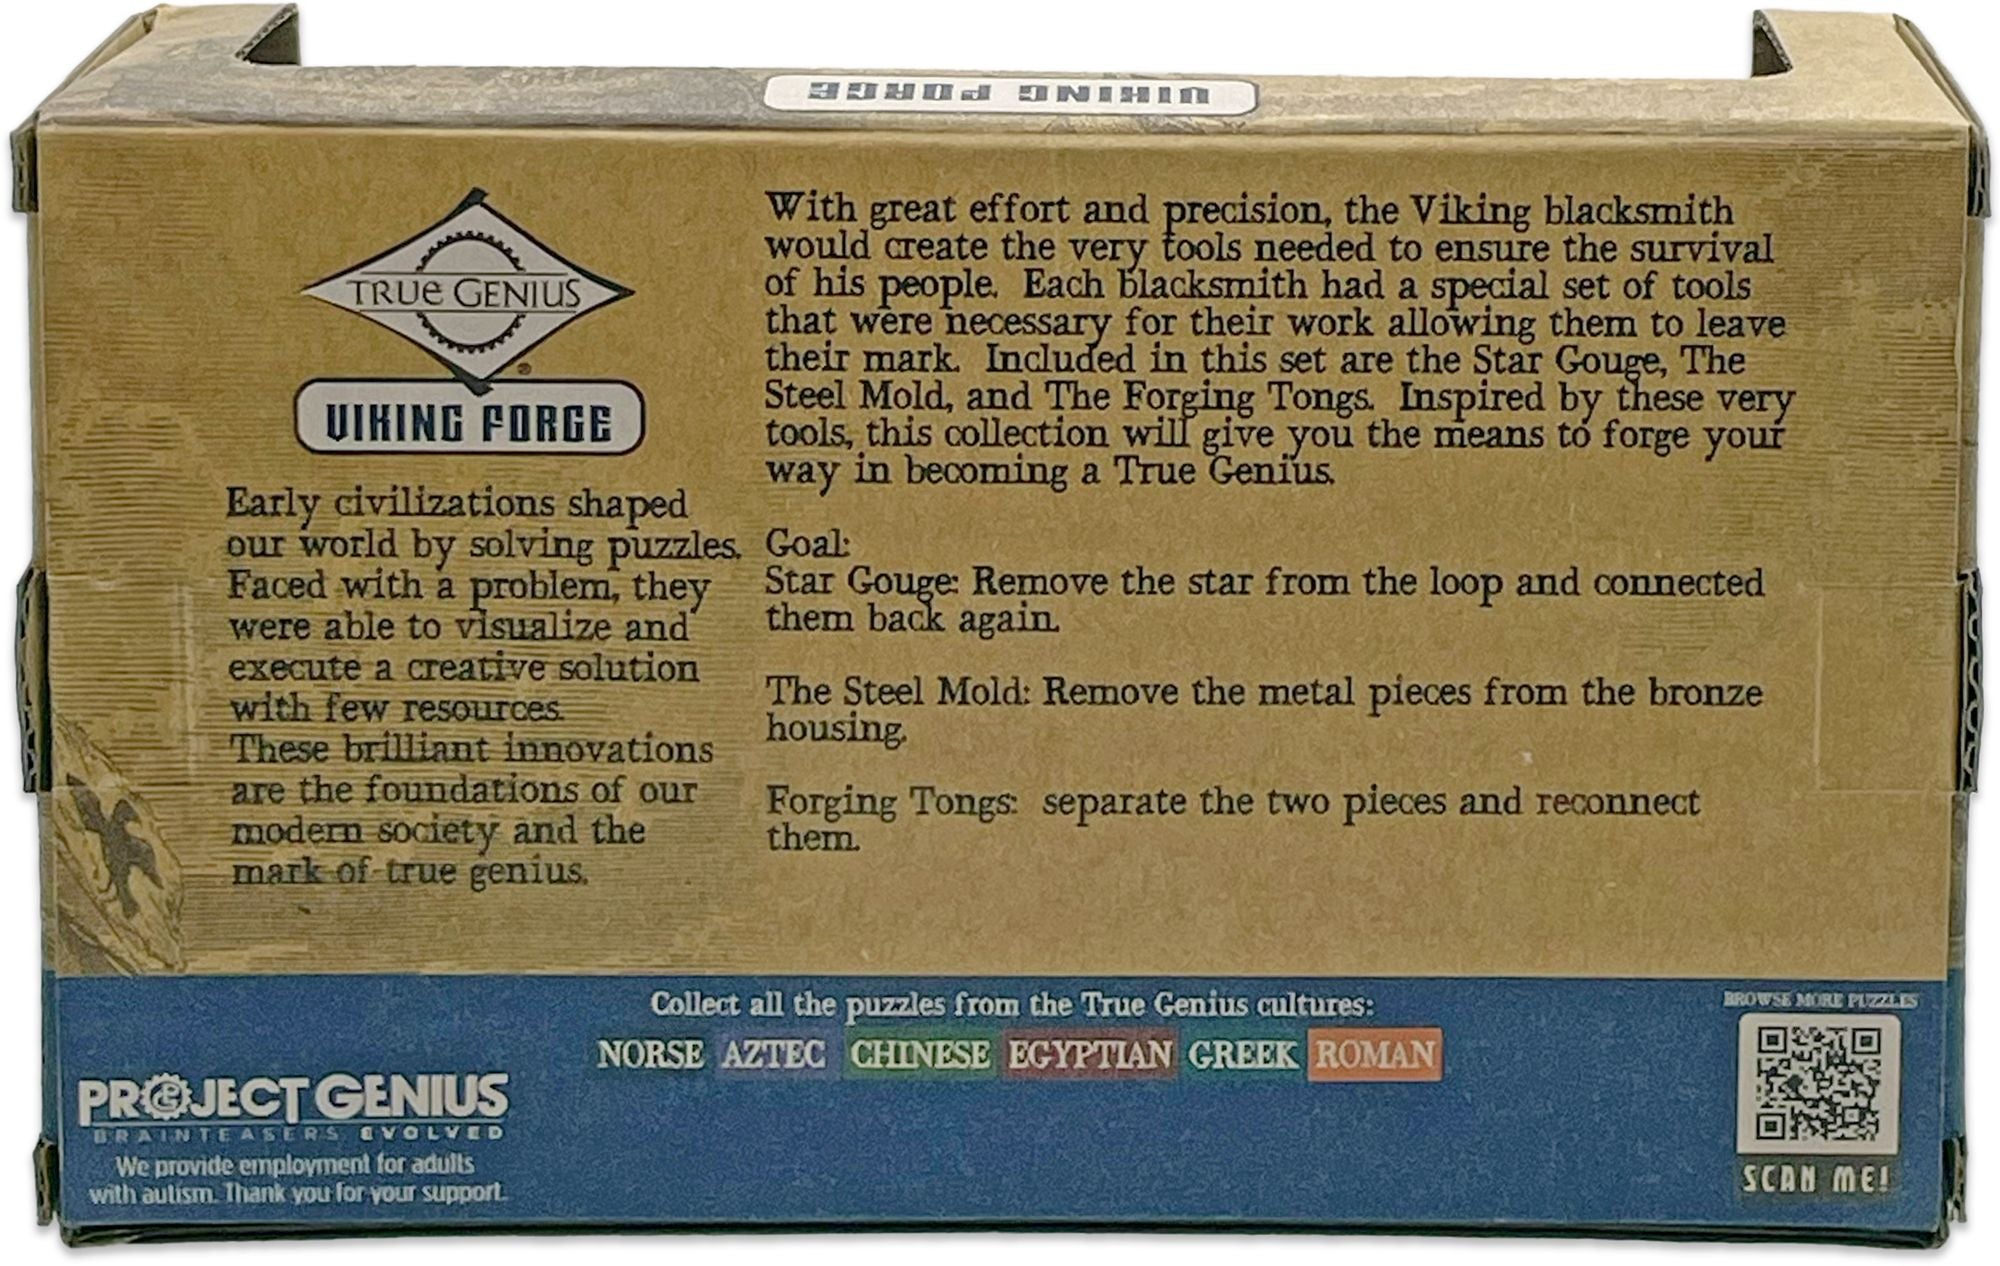 VIKING FORGE
TRUE GENIUS
®
VIKING FORGE
Early civilizations shaped
our world by solving puzzles.
Faced with a problem, they
were able to visualize and
execute a creative solution
with few resources.
These brilliant innovations
are the foundations of our
modern society and the
mark of true genius.
With great effort and precision, the Viking blacksmith
would create the very tools needed to ensure the survival
of his people. Each blacksmith had a special set of tools
that were necessary for their work allowing them to leave
their mark. Included in this set are the Star Gouge, The
Steel Mold, and The Forging Tongs. Inspired by these very
tools, this collection will give you the means to forge your
way in becoming a True Genius.
Goal:
Star Gouge: Remove the star from the loop and connected
them back again.
The Steel Mold: Remove the metal pieces from the bronze
housing.
Forging Tongs: separate the two pieces and reconnect
them.
Collect all the puzzles from the True Genius cultures:
NORSE AZTEC CHINESE EGYPTIAN GREEK ROMAN
PROJECT GENIUS
BRAINTEASERS EVOLVED
We provide employment for adults
with autism. Thank you for your support.
BROWSE MORE PUZZLES
SCAN ME!